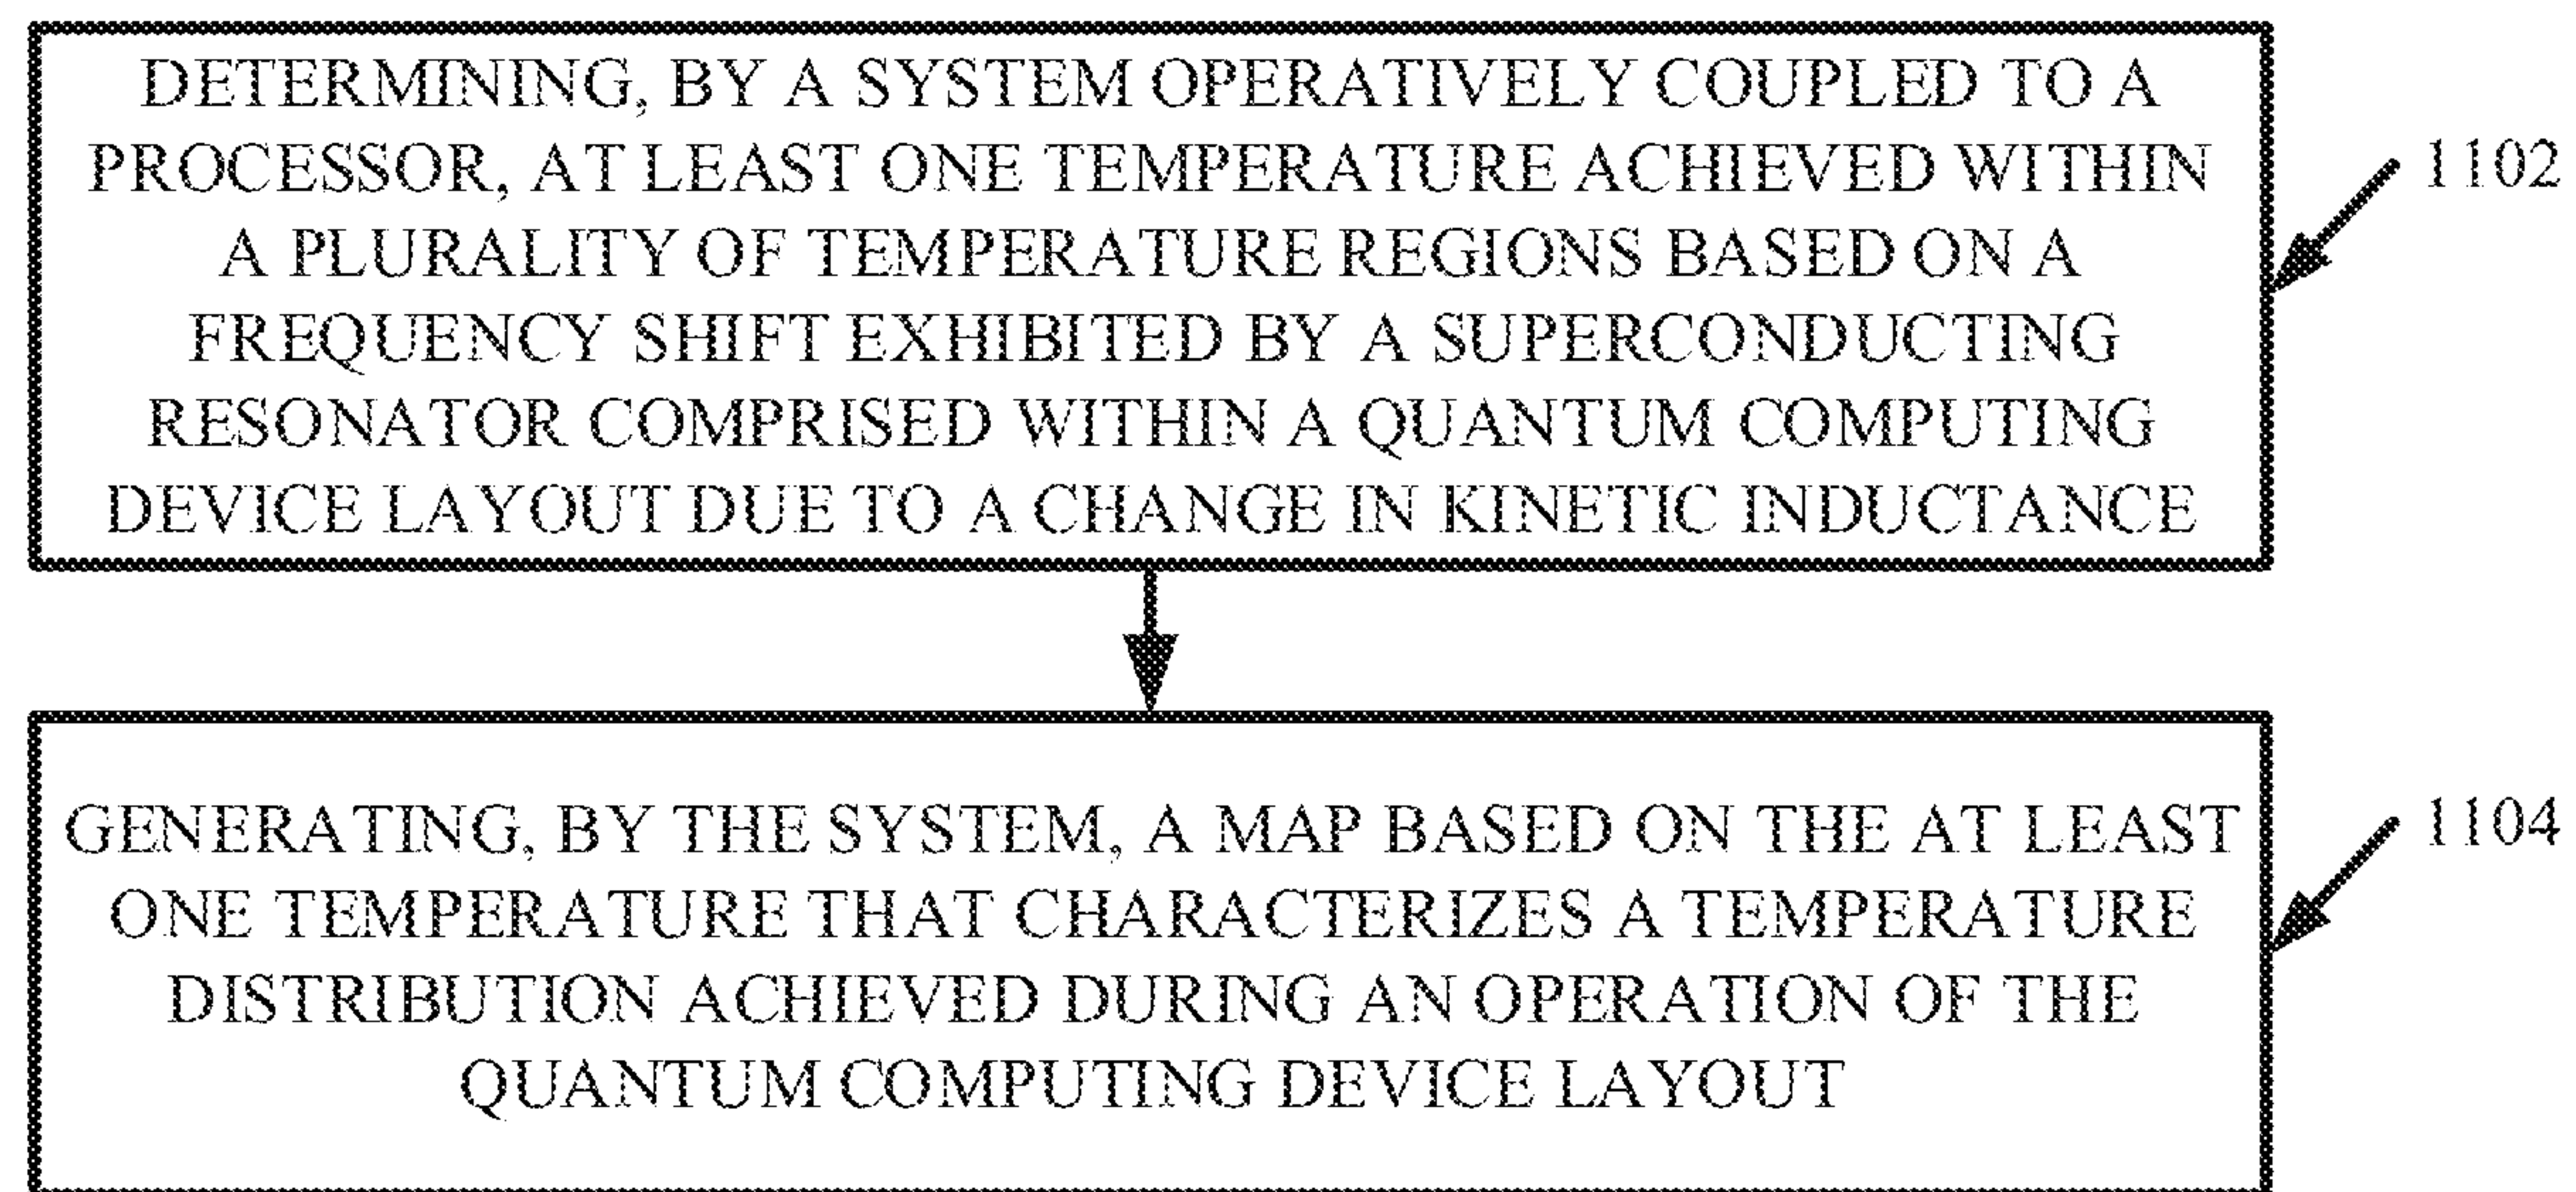 DETERMINING, BY A SYSTEM OPERATIVELY COUPLED TO A
PROCESSOR, AT LEAST ONE TEMPERATURE ACHIEVED WITHIN
A PLURALITY OF TEMPERATURE REGIONS BASED ON A
FREQUENCY SHIFT EXHIBITED BY A SUPERCONDUCTING
RESONATOR COMPRISED WITHIN A QUANTUM COMPUTING
DEVICE LAYOUT DUE TO A CHANGE IN KINETIC INDUCTANCE
1102
GENERATING, BY THE SYSTEM, A MAP BASED ON THE AT LEAST
ONE TEMPERATURE THAT CHARACTERIZES A TEMPERATURE
DISTRIBUTION ACHIEVED DURING AN OPERATION OF THE
QUANTUM COMPUTING DEVICE LAYOUT
1104